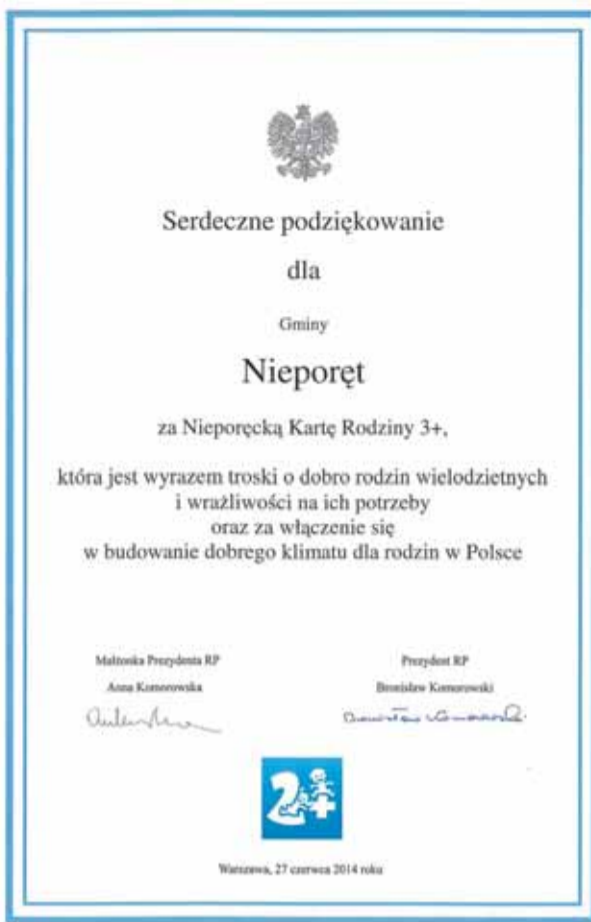 Serdeczne podziękowanie
dla
Gminy
Nieporęt
za Nieporęcką Kartę Rodziny 3+,
która jest wyrazem troski o dobro rodzin wielodzietnych
i wrażliwości na ich potrzeby
oraz za włączenie się
w budowanie dobrego klimatu dla rodzin w Polsce
Małżonka Prezydenta RP
Anna Komorowska
Prezydent RP
Bronisław Komorowski
2+
Warszawa, 27 czerwca 2014 roku